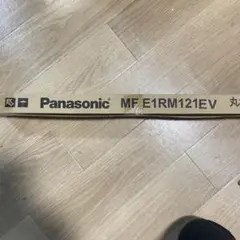 Panasonic MF E1RM121EV 丸